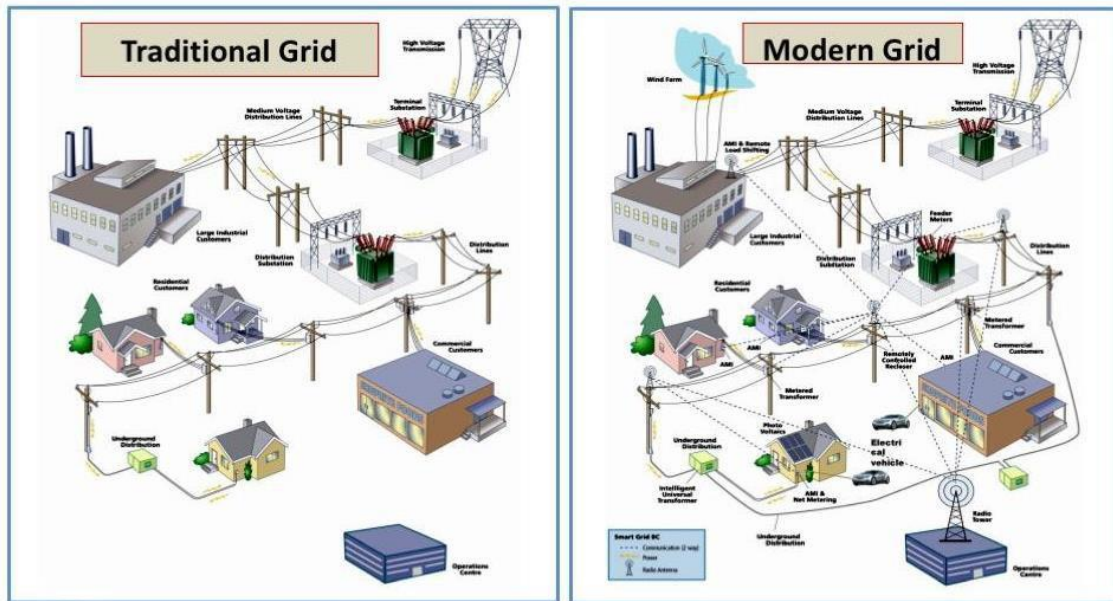 Traditional Grid
High Voltage
Transmission
Terminal
Substation
Medium Voltage
Distribution Lines
Large Industrial
Customers
Distribution
Substation
Distribution
Lines
Residential
Customers
Commercial
Customers
Underground
Distribution
Operations
Centre
Modern Grid
High Voltage
Transmission
Wind Farm
Terminal
Substation
Medium Voltage
Distribution Lines
AMI & Remote
Load Shifting
Feeder
Meters
Large Industrial
Customers
Distribution
Substation
Distribution
Lines
Residential
Customers
Metered
Transformer
Commercial
Customers
AMI
AMI
AMI
Remotely
Controlled
Recloser
Metered
Transformer
Photo
Voltaics
Underground
Distribution
Electri
cal
vehicle
Intelligent
Universal
Transformer
AMI &
Net Metering
Radio
Tower
Underground
Distribution
Smart Grid BC
Communication (2 way)
Power
Radio Antenna
Operations
Centre